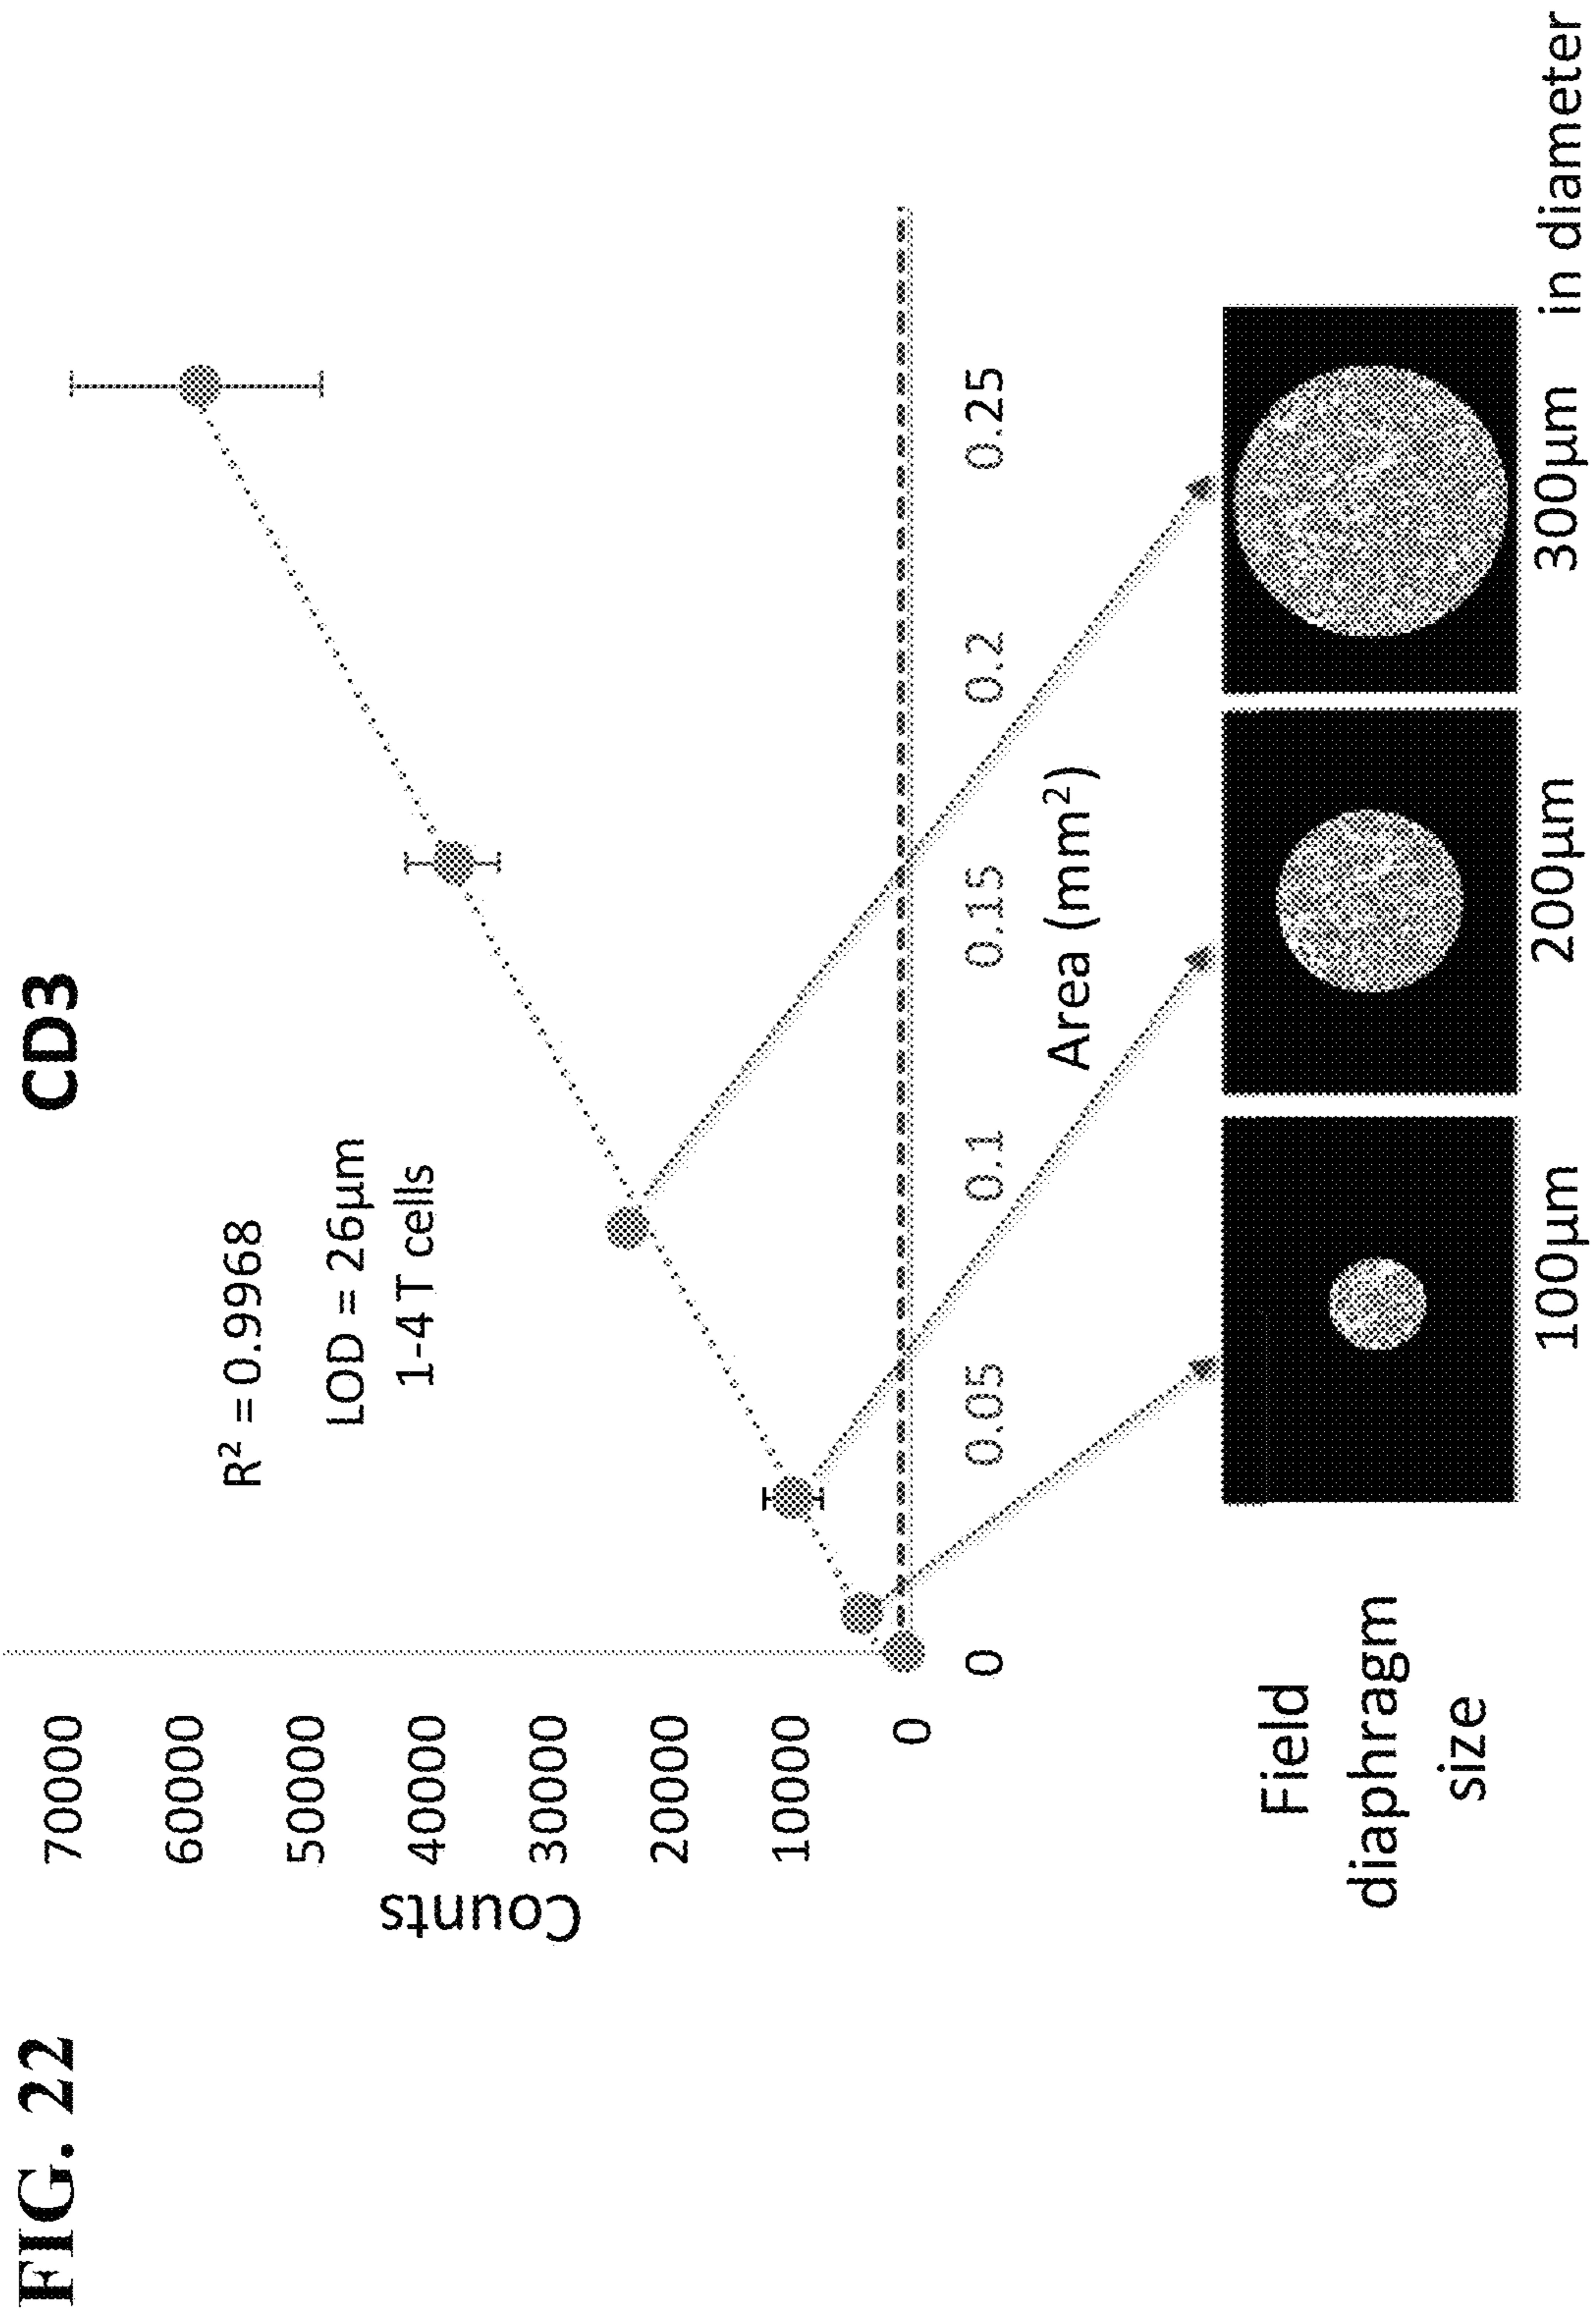 FIG. 22
CD3
R² = 0.9968
LOD = 26µm
1-4 T cells
Counts
70000
60000
50000
40000
30000
20000
10000
0
0 0.05 0.1 0.15 0.2 0.25
Area (mm²)
Field
diaphragm
size
100µm 200µm 300µm in diameter